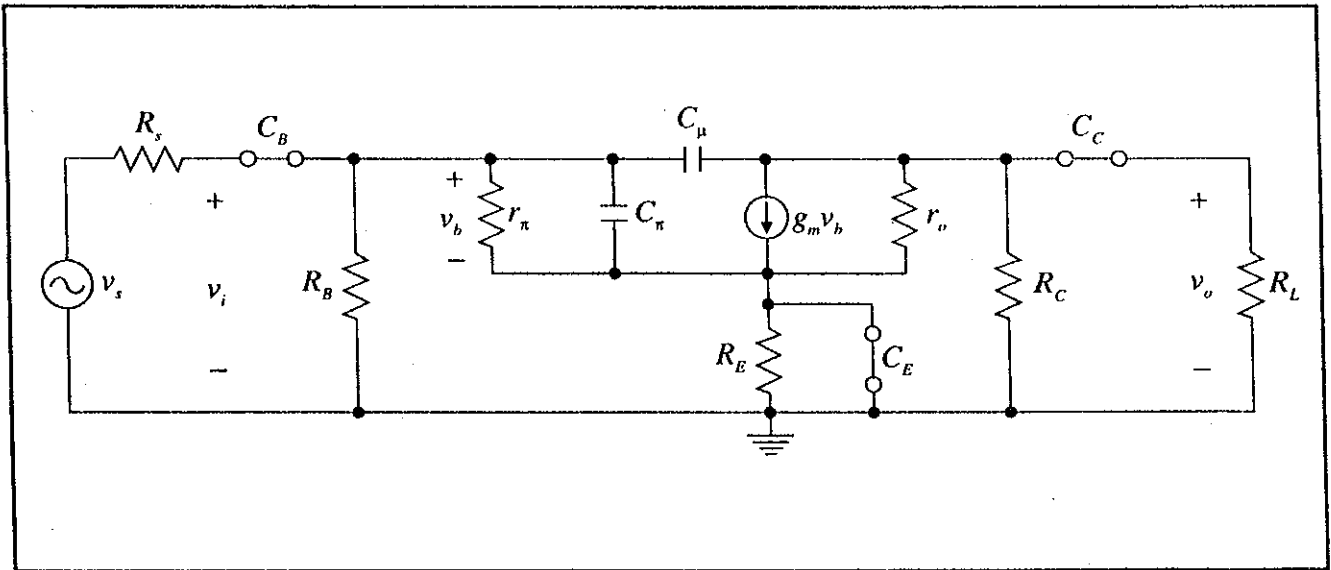 R_s
C_B
C_μ
C_C
+
v_i
−
v_s
R_B
+
v_b
−
r_π
C_π
g_m v_b
r_o
R_E
C_E
R_C
+
v_o
−
R_L